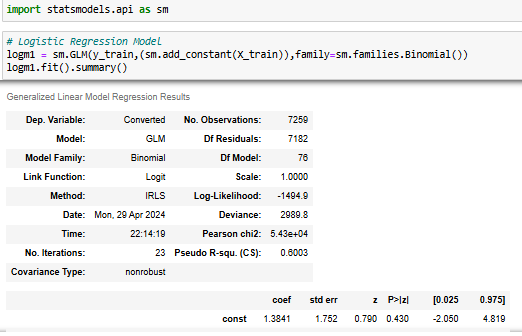 import statsmodels.api as sm
# Logistic Regression Model
logm1 = sm.GLM(y_train,(sm.add_constant(X_train)),family=sm.families.Binomial())
logm1.fit().summary()
Generalized Linear Model Regression Results
Dep. Variable: Converted No. Observations: 7259
Model: GLM Df Residuals: 7182
Model Family: Binomial Df Model: 76
Link Function: Logit Scale: 1.0000
Method: IRLS Log-Likelihood: -1494.9
Date: Mon, 29 Apr 2024 Deviance: 2989.8
Time: 22:14:19 Pearson chi2: 5.43e+04
No. Iterations: 23 Pseudo R-squ. (CS): 0.6003
Covariance Type: nonrobust
coef std err z P>|z| [0.025 0.975]
const 1.3841 1.752 0.790 0.430 -2.050 4.819